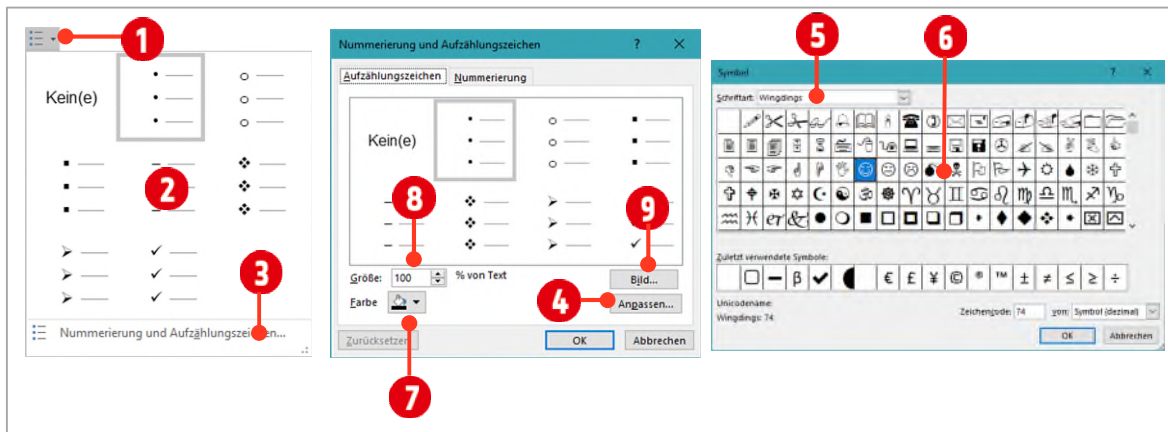 1
Kein(e)
2
3
Nummerierung und Aufzählungszeichen...
Nummerierung und Aufzählungszeichen ? ×
Aufzählungszeichen Nummerierung
Kein(e)
8
9
Größe: 100 % von Text
Bild...
4
Farbe
Anpassen...
Zurücksetzen OK Abbrechen
7
5
6
Symbol ? ×
Schriftart: Wingdings
Zuletzt verwendete Symbole:
β € £ ¥ © ® ™ ± ≠ ≤ ≥ ÷
Unicodename:
Wingdings: 74
Zeichencode: 74 von: Symbol (dezimal)
OK Abbrechen